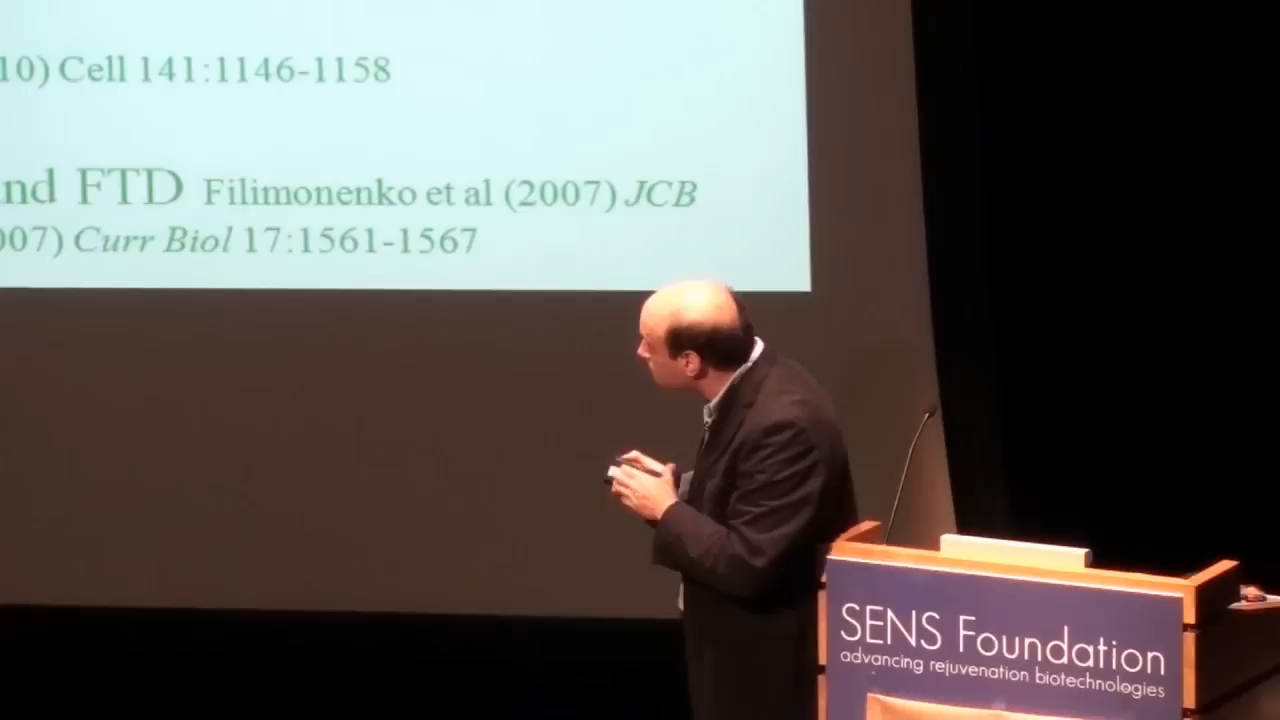 10) Cell 141:1146-1158
nd FTD Filimonenko et al (2007) JCB
007) Curr Biol 17:1561-1567
SENS Foundation
advancing rejuvenation biotechnologies